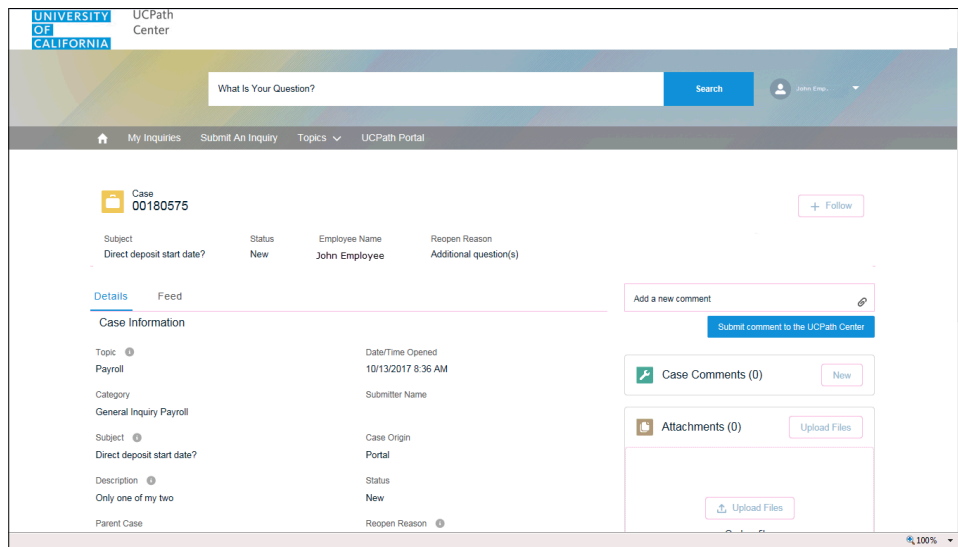 UNIVERSITY
OF
CALIFORNIA
UCPath
Center
What Is Your Question?
Search
John Emp..
My Inquiries Submit An Inquiry Topics UCPath Portal
Case
00180575
+ Follow
Subject Status Employee Name Reopen Reason
Direct deposit start date? New John Employee Additional question(s)
Details Feed
Add a new comment
Submit comment to the UCPath Center
Case Information
Topic Date/Time Opened
Payroll 10/13/2017 8:36 AM
Case Comments (0) New
Category Submitter Name
General Inquiry Payroll
Attachments (0) Upload Files
Subject Case Origin
Direct deposit start date? Portal
Description Status
Only one of my two New
Upload Files
Parent Case Reopen Reason
100%